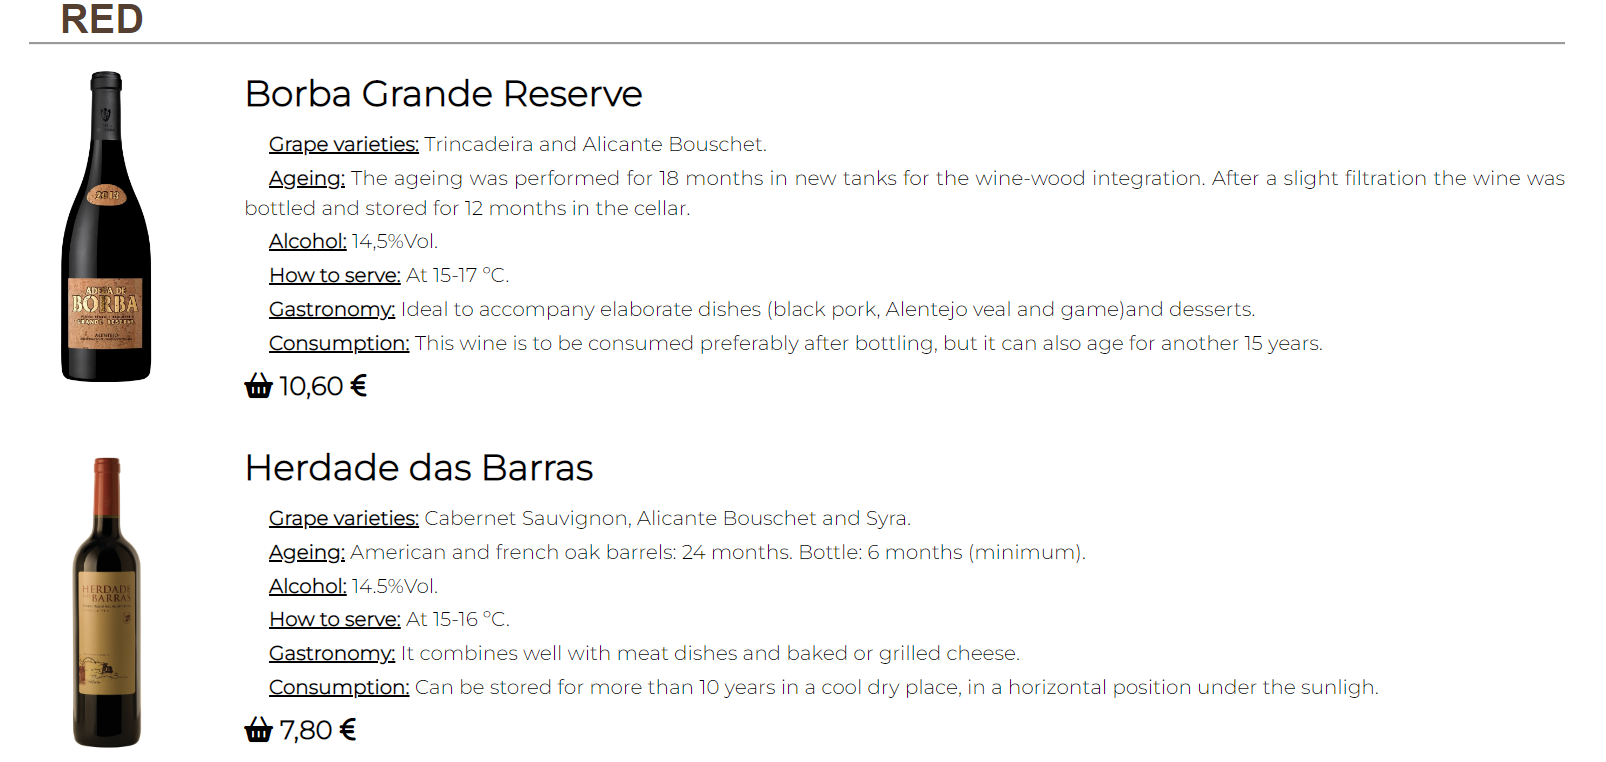 RED
Borba Grande Reserve
2013
Grape varieties: Trincadeira and Alicante Bouschet.
Ageing: The ageing was performed for 18 months in new tanks for the wine-wood integration. After a slight filtration the wine was
bottled and stored for 12 months in the cellar.
Alcohol: 14,5%Vol.
How to serve: At 15-17 ºC.
ADEGA DE
BORBA
GRANDE RESERVE
Gastronomy: Ideal to accompany elaborate dishes (black pork, Alentejo veal and game)and desserts.
Consumption: This wine is to be consumed preferably after bottling, but it can also age for another 15 years.
10,60 €
Herdade das Barras
Grape varieties: Cabernet Sauvignon, Alicante Bouschet and Syra.
Ageing: American and french oak barrels: 24 months. Bottle: 6 months (minimum).
Alcohol: 14.5%Vol.
HERDADE
BARRAS
How to serve: At 15-16 ºC.
Gastronomy: It combines well with meat dishes and baked or grilled cheese.
Consumption: Can be stored for more than 10 years in a cool dry place, in a horizontal position under the sunligh.
7,80 €